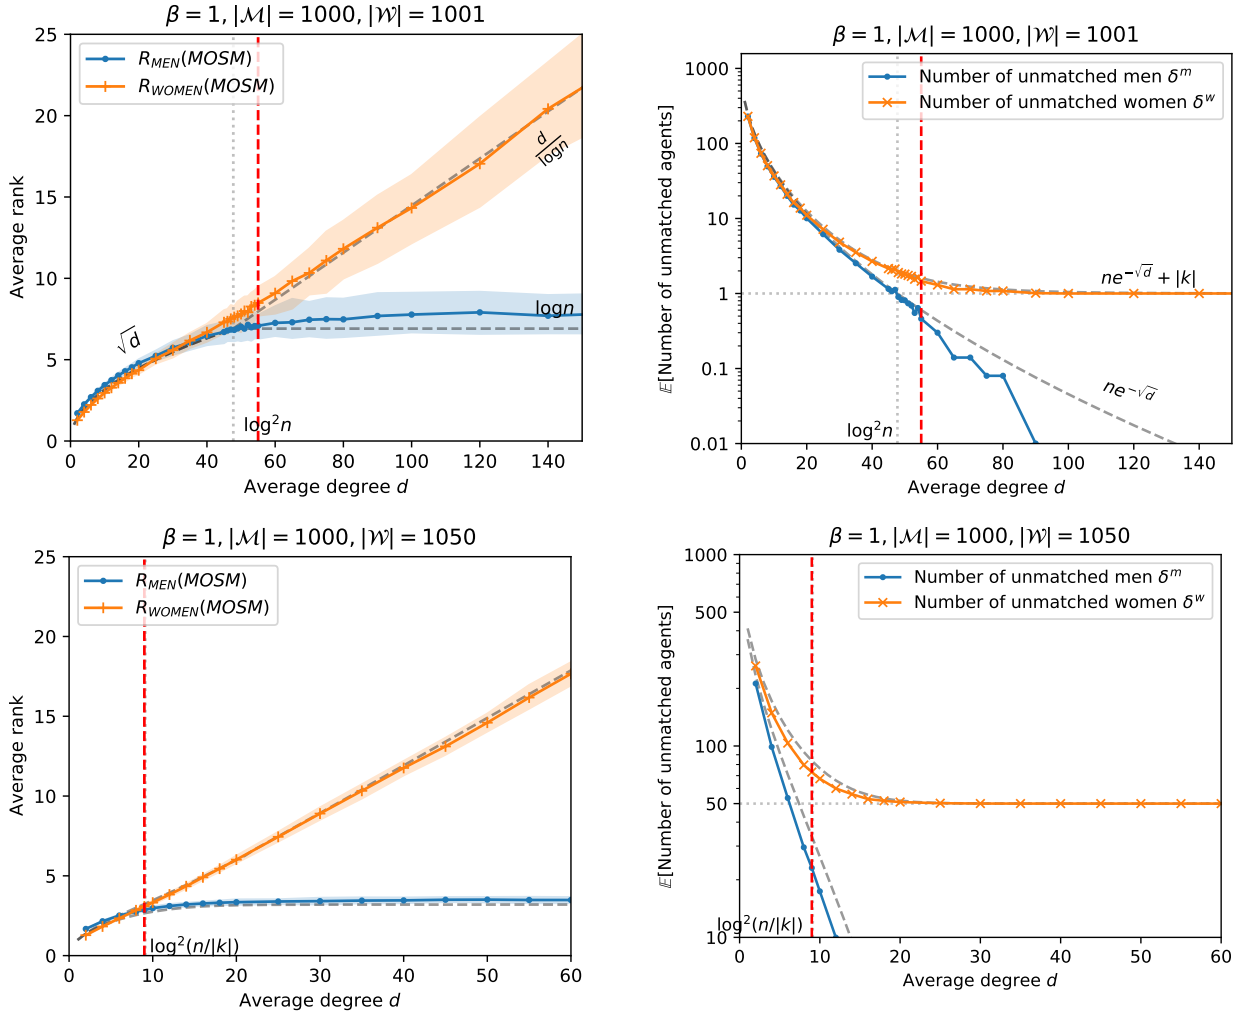 β = 1, |ℳ| = 1000, |𝒲| = 1001
25
20
15
10
5
0
Average rank
R_MEN(MOSM)
R_WOMEN(MOSM)
√d
d/logn
logn
log²n
0 20 40 60 80 100 120 140
Average degree d
β = 1, |ℳ| = 1000, |𝒲| = 1001
1000
100
10
1
0.1
0.01
𝔼[Number of unmatched agents]
Number of unmatched men δᵐ
Number of unmatched women δʷ
ne^{-√d} + |k|
ne^{-√d}
log²n
0 20 40 60 80 100 120 140
Average degree d
β = 1, |ℳ| = 1000, |𝒲| = 1050
25
20
15
10
5
0
Average rank
R_MEN(MOSM)
R_WOMEN(MOSM)
log²(n/|k|)
0 10 20 30 40 50 60
Average degree d
β = 1, |ℳ| = 1000, |𝒲| = 1050
1000
500
100
50
10
𝔼[Number of unmatched agents]
Number of unmatched men δᵐ
Number of unmatched women δʷ
log²(n/|k|)
0 10 20 30 40 50 60
Average degree d